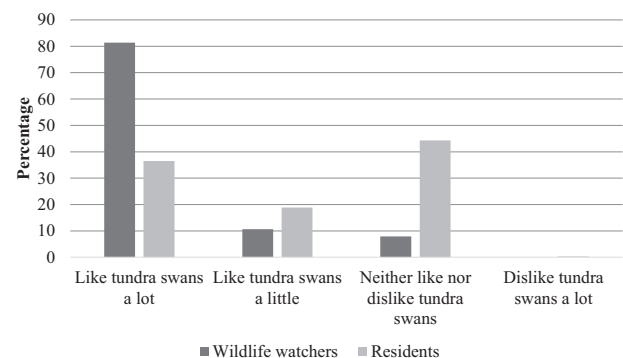 90
80
70
60
50
40
30
20
10
0
Percentage
Like tundra swans
a lot
Like tundra swans
a little
Neither like nor
dislike tundra
swans
Dislike tundra
swans a lot
Wildlife watchers
Residents